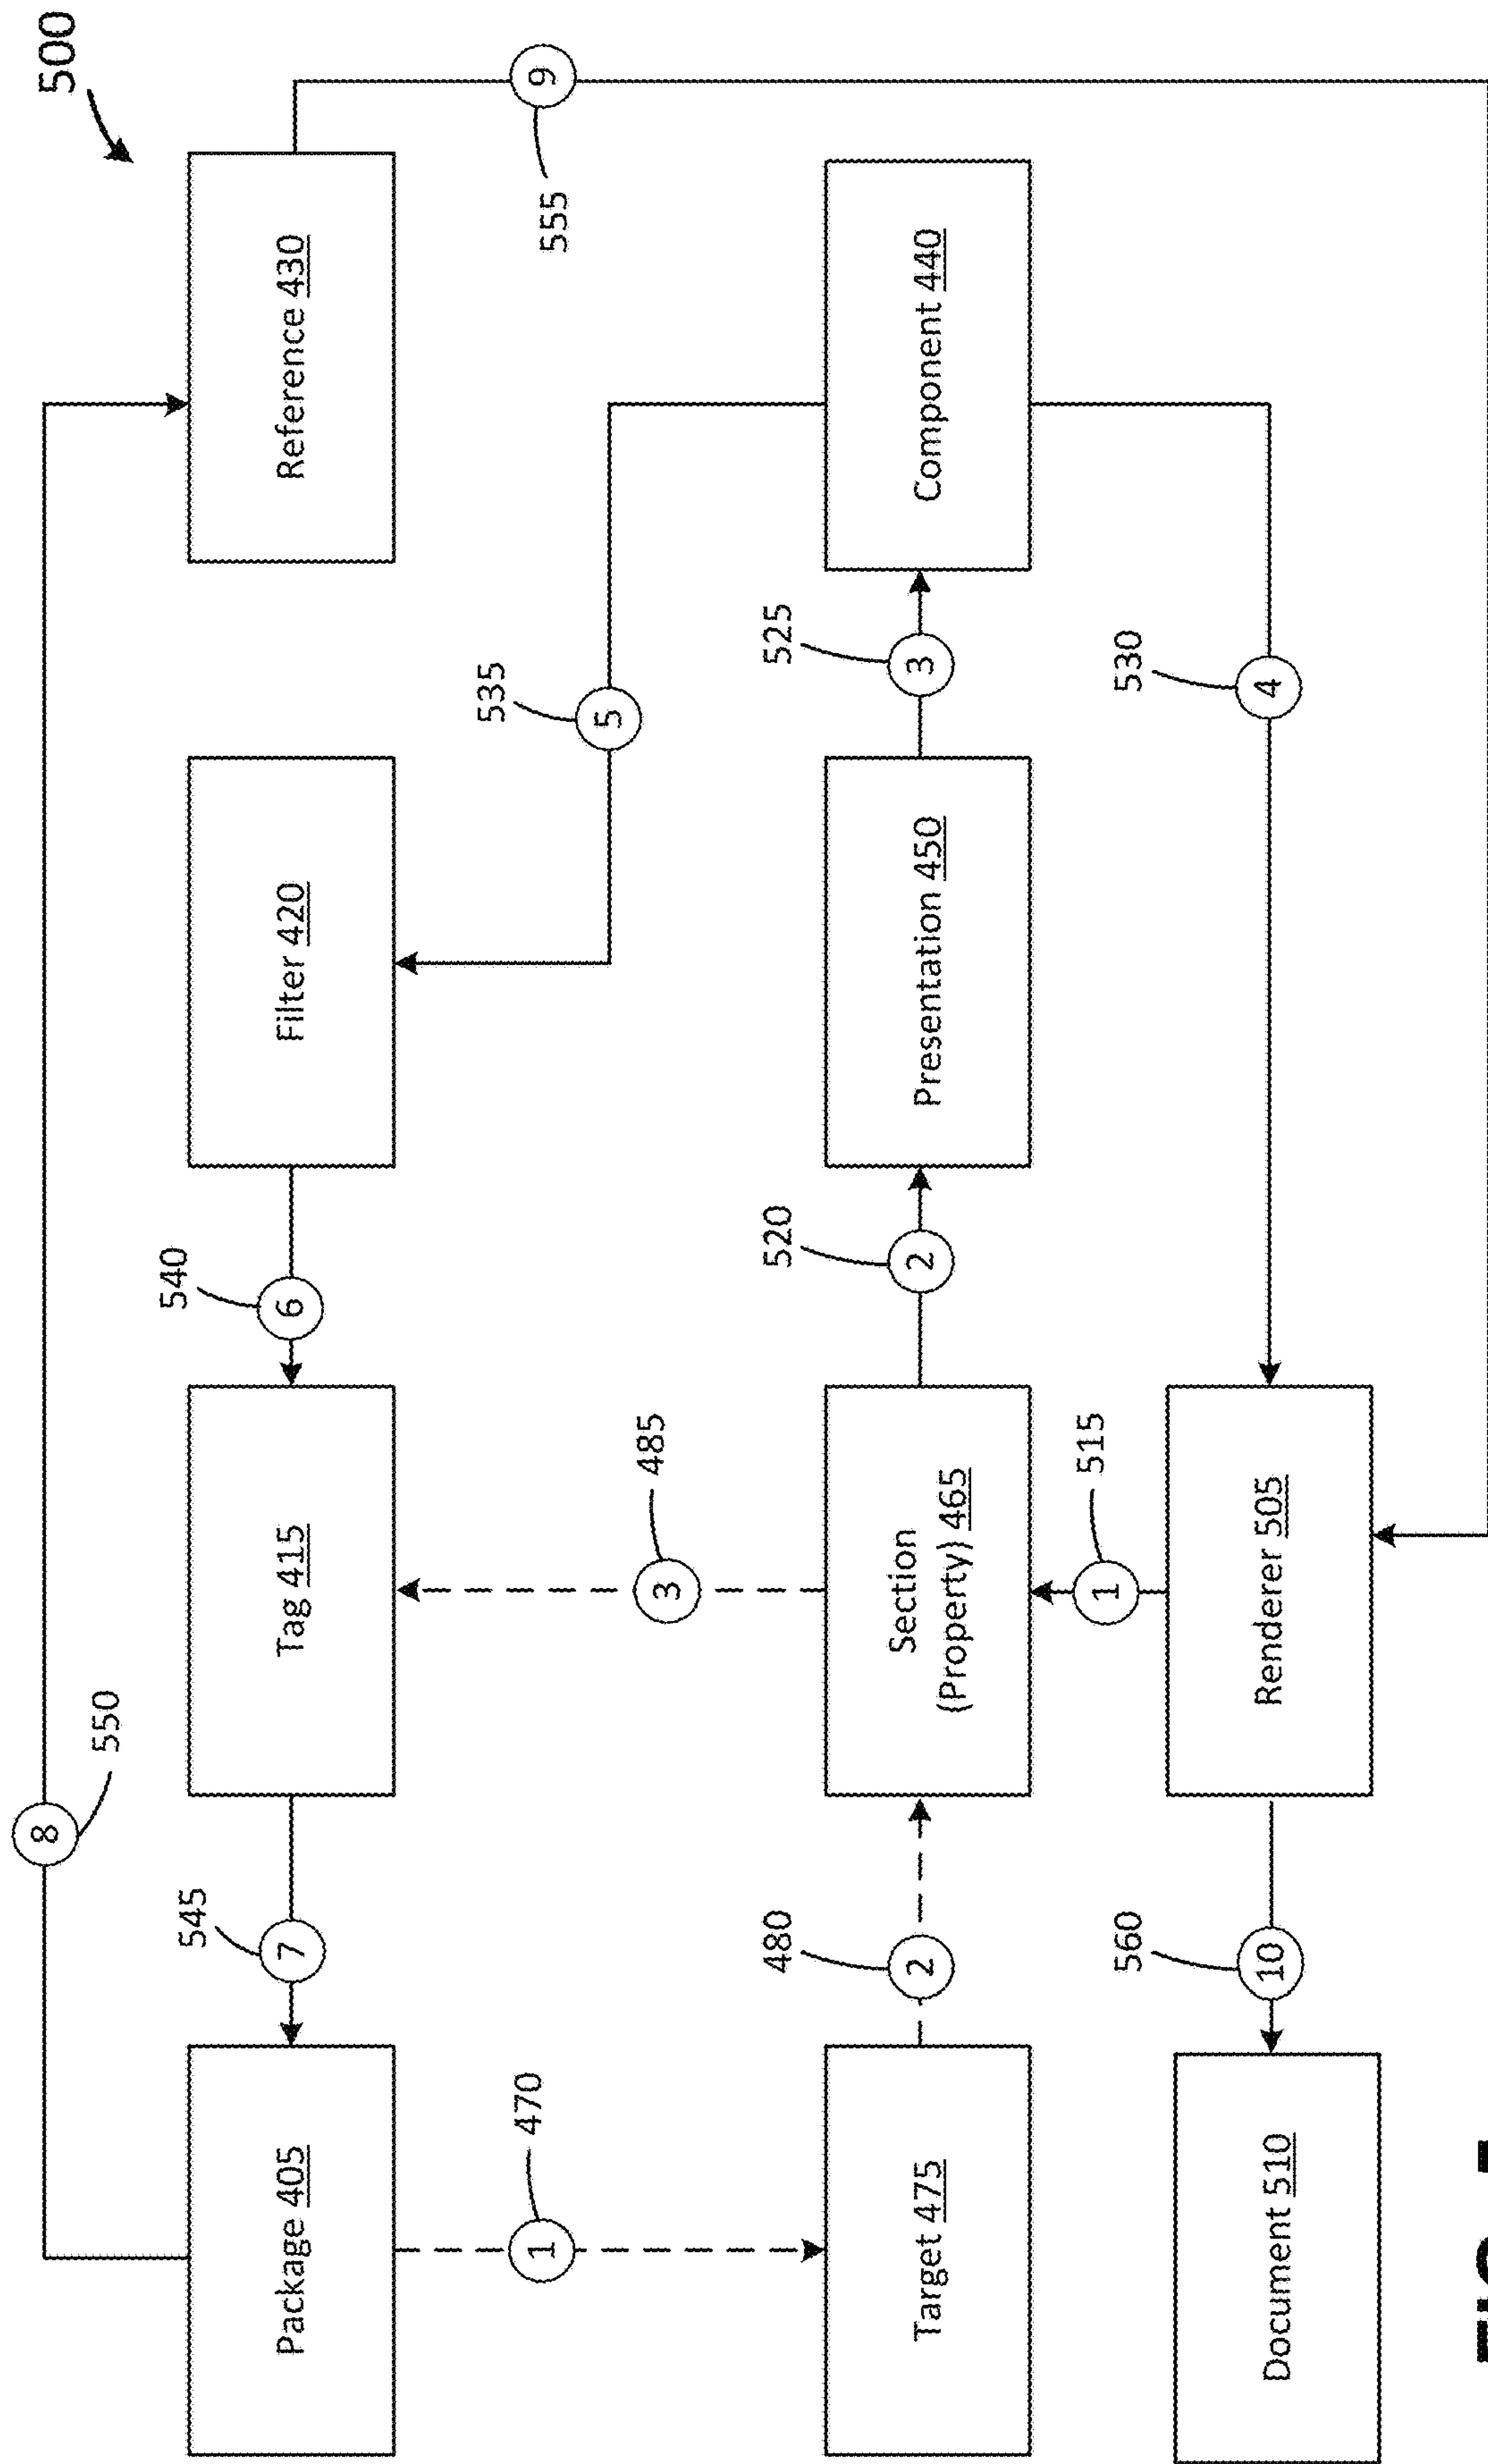 500
8
550
Package 405
7
545
Tag 415
6
540
Filter 420
Reference 430
9
555
1
470
3
485
5
535
Target 475
2
480
Section
(Property) 465
2
520
Presentation 450
3
525
Component 440
1
515
4
530
Document 510
10
560
Renderer 505